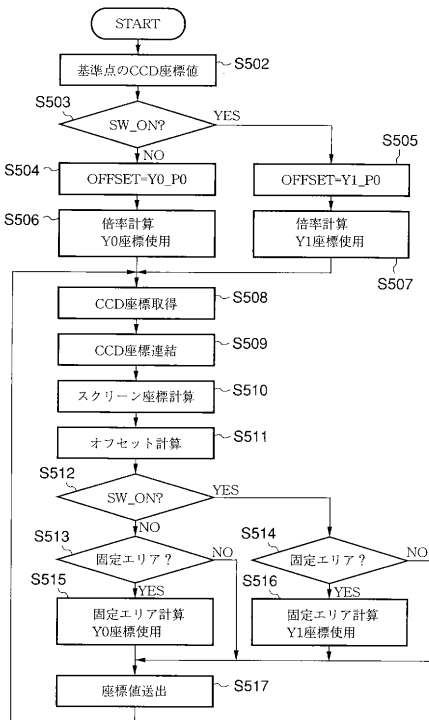 START
基準点のCCD座標値
S502
S503
SW_ON?
YES
NO
S504
OFFSET=Y0_P0
S505
OFFSET=Y1_P0
S506
倍率計算
Y0座標使用
倍率計算
Y1座標使用
S507
CCD座標取得
S508
CCD座標連結
S509
スクリーン座標計算
S510
オフセット計算
S511
S512
SW_ON?
YES
NO
S513
固定エリア?
NO
YES
S514
固定エリア?
NO
YES
S515
固定エリア計算
Y0座標使用
S516
固定エリア計算
Y1座標使用
座標値送出
S517